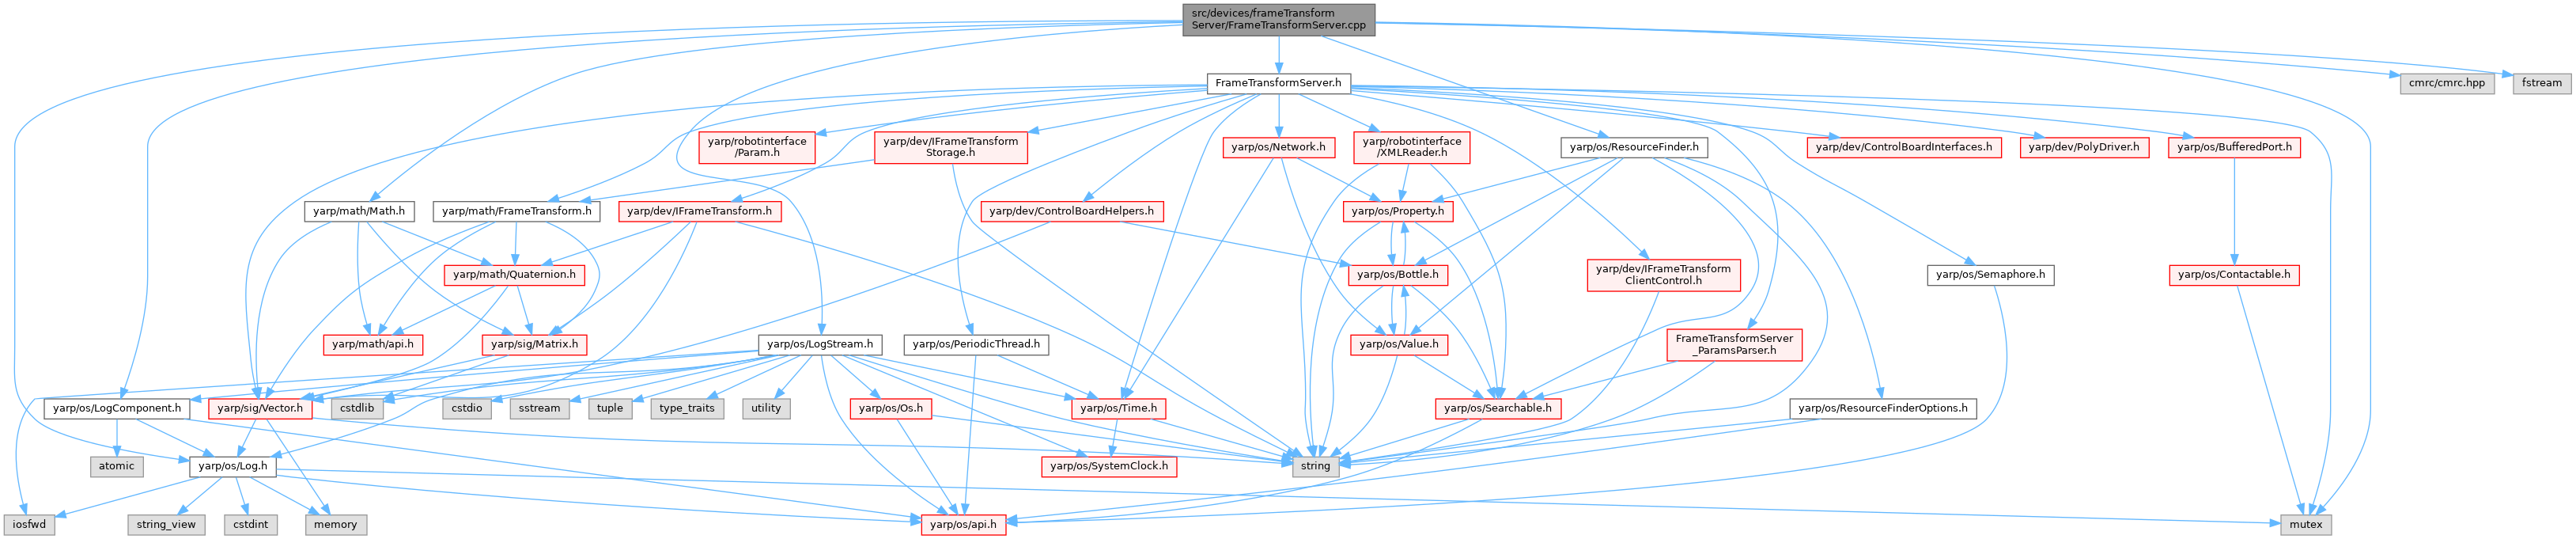 src/devices/frameTransform
Server/FrameTransformServer.cpp
FrameTransformServer.h
cmrc/cmrc.hpp
fstream
yarp/robotinterface
/Param.h
yarp/dev/IFrameTransform
Storage.h
yarp/os/Network.h
yarp/robotinterface
/XMLReader.h
yarp/os/ResourceFinder.h
yarp/dev/ControlBoardInterfaces.h
yarp/dev/PolyDriver.h
yarp/os/BufferedPort.h
yarp/math/Math.h
yarp/math/FrameTransform.h
yarp/dev/IFrameTransform.h
yarp/dev/ControlBoardHelpers.h
yarp/os/Property.h
yarp/math/Quaternion.h
yarp/os/Bottle.h
yarp/dev/IFrameTransform
ClientControl.h
yarp/os/Semaphore.h
yarp/os/Contactable.h
yarp/math/api.h
yarp/sig/Matrix.h
yarp/os/LogStream.h
yarp/os/PeriodicThread.h
yarp/os/Value.h
FrameTransformServer
_ParamsParser.h
yarp/os/LogComponent.h
yarp/sig/Vector.h
cstdlib
cstdio
sstream
tuple
type_traits
utility
yarp/os/Os.h
yarp/os/Time.h
yarp/os/Searchable.h
yarp/os/ResourceFinderOptions.h
atomic
yarp/os/Log.h
yarp/os/SystemClock.h
string
iosfwd
string_view
cstdint
memory
yarp/os/api.h
mutex